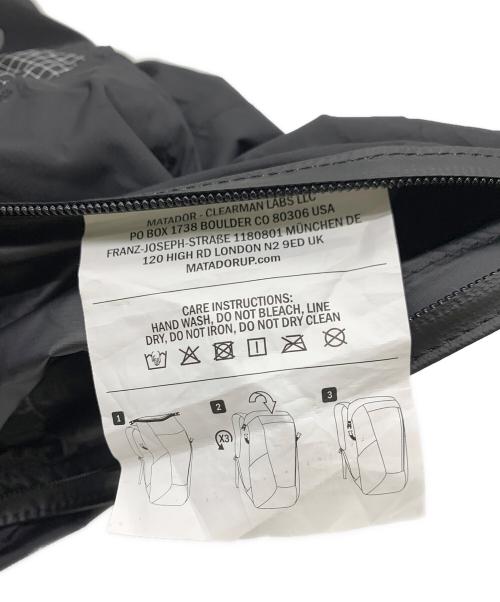 MATADOR - CLEARMAN LABS LLC
PO BOX 1738 BOULDER CO 80306 USA
FRANZ-JOSEPH-STRAßE 1180801 MÜNCHEN DE
120 HIGH RD LONDON N2 9ED UK
MATADORUP.com
CARE INSTRUCTIONS:
HAND WASH, DO NOT BLEACH, LINE
DRY, DO NOT IRON, DO NOT DRY CLEAN
1
2
3
X3